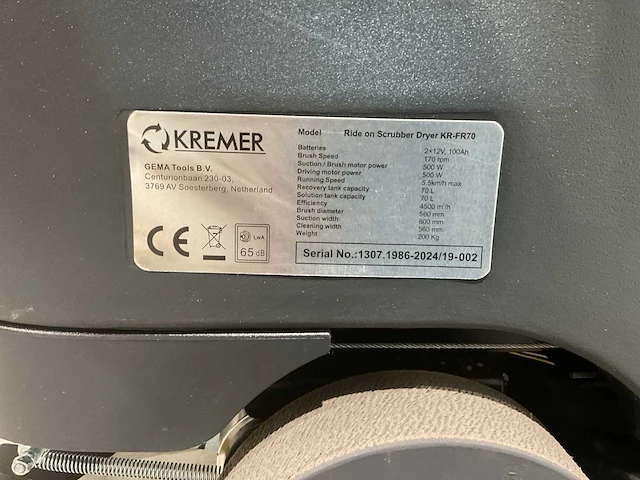 KREMER
GEMA Tools B.V.
Centurionbaan 230-03,
3769 AV Soesterberg, Netherland
CE
LwA
65 dB
Model Ride on Scrubber Dryer KR-FR70
Batteries 2*12V, 100Ah
Brush Speed 170 rpm
Suction / Brush motor power 500 W
Driving motor power 500 W
Running Speed 5.5km/h max
Recovery tank capacity 70 L
Solution tank capacity 70 L
Efficiency 4500 m²/h
Brush diameter 560 mm
Suction width 800 mm
Cleaning width 560 mm
Weight 200 Kg
Serial No.:1307.1986-2024/19-002